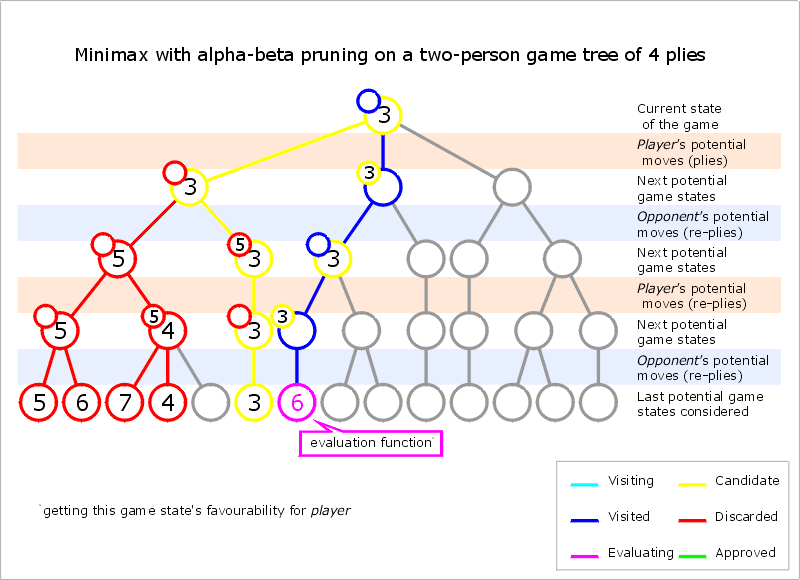 Minimax with alpha-beta pruning on a two-person game tree of 4 plies
3
Current state
of the game
Player's potential
moves (plies)
3
3
Next potential
game states
Opponent's potential
moves (re-plies)
5
5
3
3
Next potential
game states
Player's potential
moves (re-plies)
5
5
4
3
3
Next potential
game states
Opponent's potential
moves (re-plies)
5
6
7
4
3
6
Last potential game
states considered
evaluation function*
*getting this game state's favourability for player
Visiting
Candidate
Visited
Discarded
Evaluating
Approved